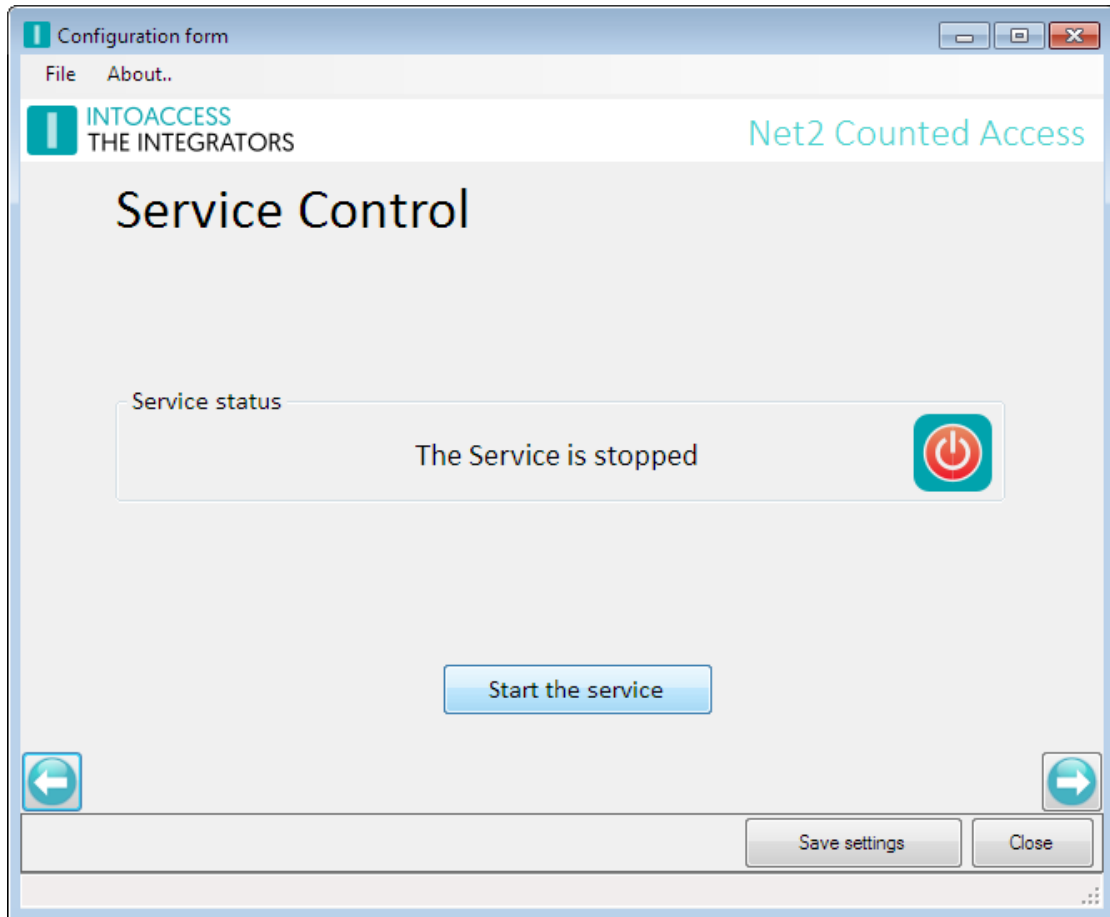 Configuration form
File About..
INTOACCESS
THE INTEGRATORS
Net2 Counted Access
Service Control
Service status
The Service is stopped
Start the service
Save settings Close